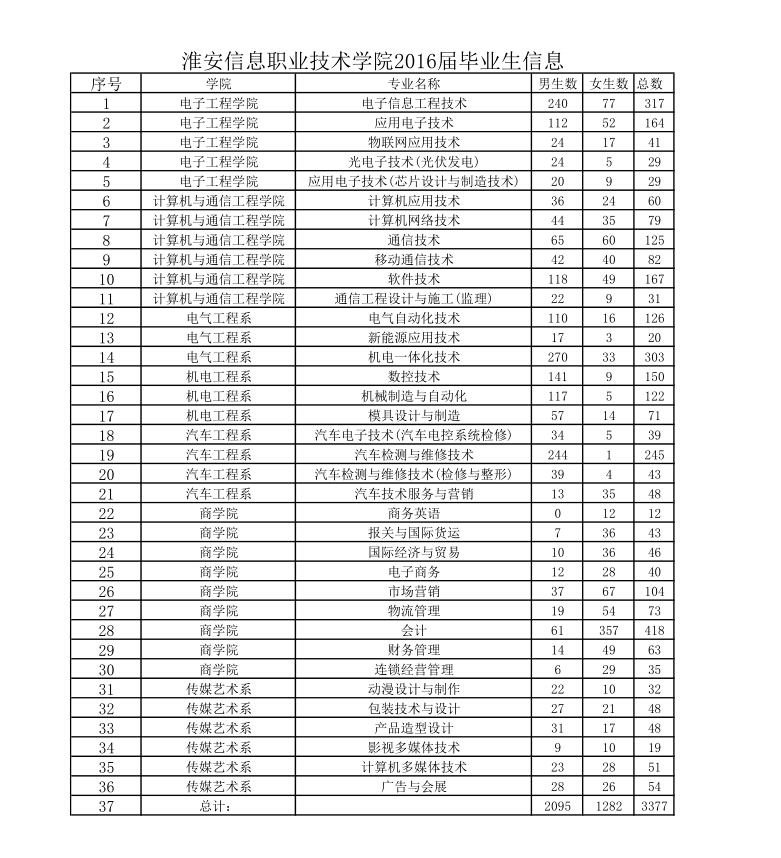 淮安信息职业技术学院2016届毕业生信息
序号 学院 专业名称 男生数 女生数 总数
1 电子工程学院 电子信息工程技术 240 77 317
2 电子工程学院 应用电子技术 112 52 164
3 电子工程学院 物联网应用技术 24 17 41
4 电子工程学院 光电子技术(光伏发电) 24 5 29
5 电子工程学院 应用电子技术(芯片设计与制造技术) 20 9 29
6 计算机与通信工程学院 计算机应用技术 36 24 60
7 计算机与通信工程学院 计算机网络技术 44 35 79
8 计算机与通信工程学院 通信技术 65 60 125
9 计算机与通信工程学院 移动通信技术 42 40 82
10 计算机与通信工程学院 软件技术 118 49 167
11 计算机与通信工程学院 通信工程设计与施工(监理) 22 9 31
12 电气工程系 电气自动化技术 110 16 126
13 电气工程系 新能源应用技术 17 3 20
14 电气工程系 机电一体化技术 270 33 303
15 机电工程系 数控技术 141 9 150
16 机电工程系 机械制造与自动化 117 5 122
17 机电工程系 模具设计与制造 57 14 71
18 汽车工程系 汽车电子技术(汽车电控系统检修) 34 5 39
19 汽车工程系 汽车检测与维修技术 244 1 245
20 汽车工程系 汽车检测与维修技术(检修与整形) 39 4 43
21 汽车工程系 汽车技术服务与营销 13 35 48
22 商学院 商务英语 0 12 12
23 商学院 报关与国际货运 7 36 43
24 商学院 国际经济与贸易 10 36 46
25 商学院 电子商务 12 28 40
26 商学院 市场营销 37 67 104
27 商学院 物流管理 19 54 73
28 商学院 会计 61 357 418
29 商学院 财务管理 14 49 63
30 商学院 连锁经营管理 6 29 35
31 传媒艺术系 动漫设计与制作 22 10 32
32 传媒艺术系 包装技术与设计 27 21 48
33 传媒艺术系 产品造型设计 31 17 48
34 传媒艺术系 影视多媒体技术 9 10 19
35 传媒艺术系 计算机多媒体技术 23 28 51
36 传媒艺术系 广告与会展 28 26 54
37 总计: 2095 1282 3377